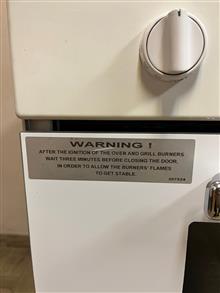 WARNING !
AFTER THE IGNITION OF THE OVEN AND GRILL BURNERS
WAIT THREE MINUTES BEFORE CLOSING THE DOOR,
IN ORDER TO ALLOW THE BURNERS' FLAMES
TO GET STABLE.